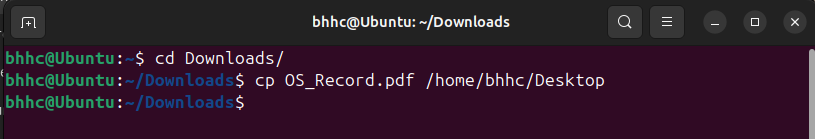 bhhc@Ubuntu: ~/Downloads
bhhc@Ubuntu:~$ cd Downloads/
bhhc@Ubuntu:~/Downloads$ cp OS_Record.pdf /home/bhhc/Desktop
bhhc@Ubuntu:~/Downloads$